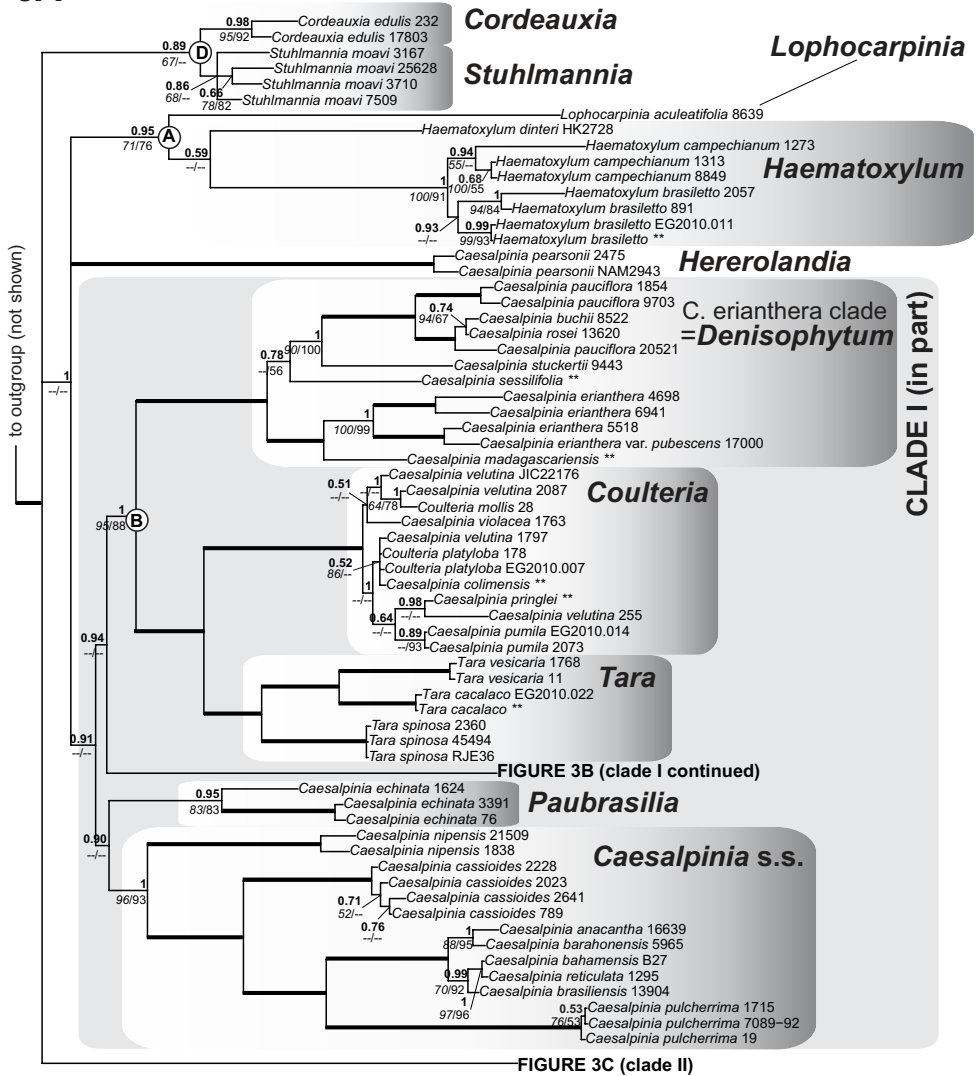 Cordeauxia
0.98
Cordeauxia edulis 232
95/92
Cordeauxia edulis 17803
0.89
D
67/--
Stuhlmannia moavi 3167
Stuhlmannia
Stuhlmannia moavi 25628
0.86
0.66
68/--
Stuhlmannia moavi 3710
78/82
Stuhlmannia moavi 7509
Lophocarpinia
Lophocarpinia aculeatifolia 8639
0.95
A
71/76
Haematoxylum dinteri HK2728
0.59
--/--
0.94
Haematoxylum campechianum 1273
55/--
Haematoxylum campechianum 1313
0.68
Haematoxylum campechianum 8849
Haematoxylum
1
100/91
100/55
1
Haematoxylum brasiletto 2057
94/84
Haematoxylum brasiletto 891
0.93
--/--
0.99
Haematoxylum brasiletto EG2010.011
99/93
Haematoxylum brasiletto **
Caesalpinia pearsonii 2475
Caesalpinia pearsonii NAM2943
Hererolandia
to outgroup (not shown)
1
--/--
CLADE I (in part)
Caesalpinia pauciflora 1854
Caesalpinia pauciflora 9703
C. erianthera clade
=Denisophytum
0.74
94/67
Caesalpinia buchii 8522
Caesalpinia rosei 13620
Caesalpinia pauciflora 20521
1
90/100
Caesalpinia stuckertii 9443
0.78
--/56
Caesalpinia sessilifolia **
Caesalpinia erianthera 4698
1
100/99
Caesalpinia erianthera 6941
Caesalpinia erianthera 5518
Caesalpinia erianthera var. pubescens 17000
Caesalpinia madagascariensis **
Coulteria
0.51
--/--
1
--/--
Caesalpinia velutina JIC22176
1
64/78
Caesalpinia velutina 2087
Coulteria mollis 28
Caesalpinia violacea 1763
1
95/88
B
Caesalpinia velutina 1797
Coulteria platyloba 178
0.52
86/--
Coulteria platyloba EG2010.007
Caesalpinia colimensis **
1
--/--
0.98
--/--
Caesalpinia pringlei **
Caesalpinia velutina 255
0.64
--/--
0.89
--/93
Caesalpinia pumila EG2010.014
Caesalpinia pumila 2073
0.94
--/--
Tara
Tara vesicaria 1768
Tara vesicaria 11
Tara cacalaco EG2010.022
Tara cacalaco **
Tara spinosa 2360
Tara spinosa 45494
Tara spinosa RJE36
0.91
--/--
FIGURE 3B (clade I continued)
Paubrasilia
0.95
83/83
Caesalpinia echinata 1624
Caesalpinia echinata 3391
Caesalpinia echinata 76
0.90
--/--
Caesalpinia s.s.
Caesalpinia nipensis 21509
Caesalpinia nipensis 1838
1
96/93
Caesalpinia cassioides 2228
Caesalpinia cassioides 2023
0.71
52/--
Caesalpinia cassioides 2641
Caesalpinia cassioides 789
0.76
--/--
1
88/95
Caesalpinia anacantha 16639
Caesalpinia barahonensis 5965
Caesalpinia bahamensis B27
0.99
70/92
Caesalpinia reticulata 1295
Caesalpinia brasiliensis 13904
1
97/96
0.53
76/53
Caesalpinia pulcherrima 1715
Caesalpinia pulcherrima 7089−92
Caesalpinia pulcherrima 19
FIGURE 3C (clade II)